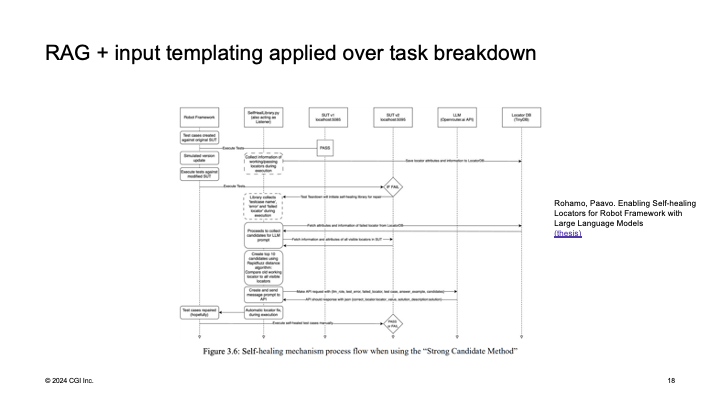 RAG + input templating applied over task breakdown
Robot Framework
SelfHealLibrary.py
(also acting as
Listener)
SUT v1
localhost:5085
SUT v2
localhost:5085
LLM
Locator DB
(TinyDB)
Test cases created
against original SUT
Execute Tests
PASS
Simulated version
update
Collect information of
working/passing
locators during
execution
Save locator attributes and information to LocatorDB
Execute tests against
modified SUT
Execute Tests
IF FAIL
Test Teardown will initiate self-healing library for repair
Library collects
'testcase name',
'error' and 'failed
locator' during
execution
Fetch attributes and information of failed locator from LocatorDB
Proceeds to collect
candidates for LLM
prompt
Fetch information and attributes of all visible locators in SUT
Create top 10
candidates using
Rapidfuzz distance
algorithm.
Compare old working
locator to all visible
locators
Create and send
message prompt to
API
Make API request with (llm_role, test_error, failed_locator, test case, answer_example, candidates)
API should response with json (correct_locator:locator, value, solution_description:solution)
Test cases repaired
(hopefully)
Automatic locator fix
during execution
Execute self-healed test cases manually
PASS
Figure 3.6: Self-healing mechanism process flow when using the “Strong Candidate Method”
Rohamo, Paavo. Enabling Self-healing
Locators for Robot Framework with
Large Language Models
(thesis)
© 2024 CGI Inc.
18